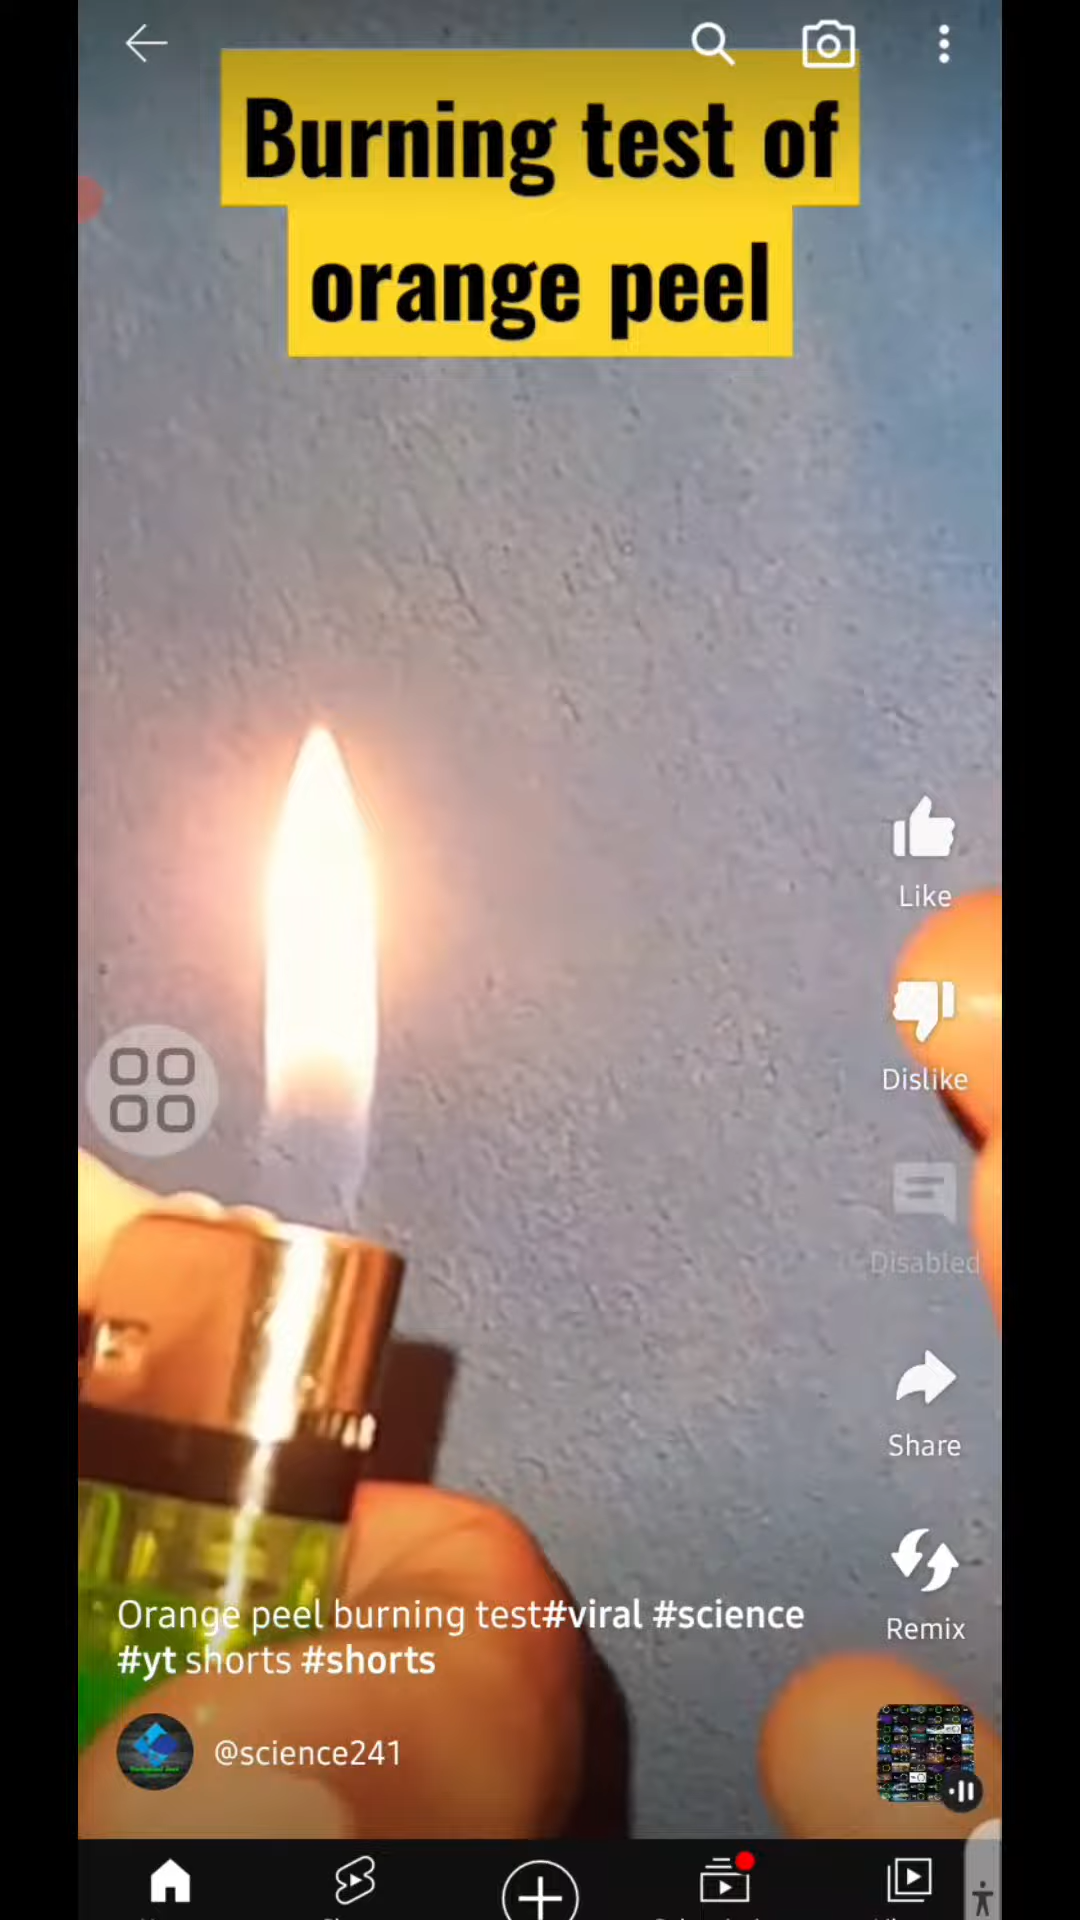 Burning test of
orange peel
Like
Dislike
Disabled
Share
Remix
Orange peel burning test#viral #science
#yt shorts #shorts
@science241